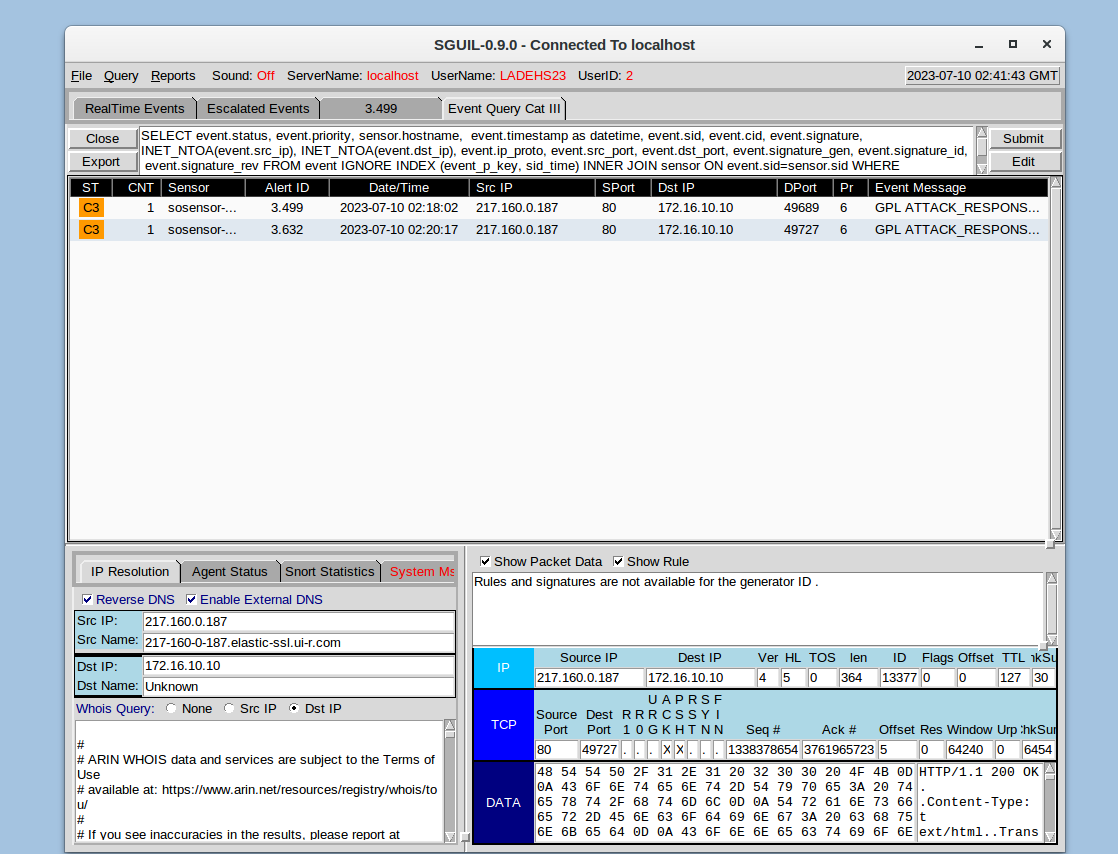 SGUIL-0.9.0 - Connected To localhost
File Query Reports Sound: Off ServerName: localhost UserName: LADEHS23 UserID: 2 2023-07-10 02:41:43 GMT
RealTime Events Escalated Events 3.499 Event Query Cat III
Close
Export
SELECT event.status, event.priority, sensor.hostname, event.timestamp as datetime, event.sid, event.cid, event.signature,
INET_NTOA(event.src_ip), INET_NTOA(event.dst_ip), event.ip_proto, event.src_port, event.dst_port, event.signature_gen, event.signature_id,
event.signature_rev FROM event IGNORE INDEX (event_p_key, sid_time) INNER JOIN sensor ON event.sid=sensor.sid WHERE
Submit
Edit
ST CNT Sensor Alert ID Date/Time Src IP SPort Dst IP DPort Pr Event Message
C3 1 sosensor-... 3.499 2023-07-10 02:18:02 217.160.0.187 80 172.16.10.10 49689 6 GPL ATTACK_RESPONS...
C3 1 sosensor-... 3.632 2023-07-10 02:20:17 217.160.0.187 80 172.16.10.10 49727 6 GPL ATTACK_RESPONS...
IP Resolution Agent Status Snort Statistics System Ms
Reverse DNS Enable External DNS
Src IP: 217.160.0.187
Src Name: 217-160-0-187.elastic-ssl.ui-r.com
Dst IP: 172.16.10.10
Dst Name: Unknown
Whois Query: None Src IP Dst IP
#
# ARIN WHOIS data and services are subject to the Terms of
Use
# available at: https://www.arin.net/resources/registry/whois/to
u/
#
# If you see inaccuracies in the results, please report at
Show Packet Data Show Rule
Rules and signatures are not available for the generator ID .
IP
Source IP Dest IP Ver HL TOS len ID Flags Offset TTL hkSu
217.160.0.187 172.16.10.10 4 5 0 364 13377 0 0 127 30
TCP
U A P R S F
Source Dest R R R C S S Y I
Port Port 1 0 G K H T N N Seq # Ack # Offset Res Window Urp hkSur
80 49727 . . . X X . . . 1338378654 3761965723 5 0 64240 0 6454
DATA
48 54 54 50 2F 31 2E 31 20 32 30 30 20 4F 4B 0D HTTP/1.1 200 OK
0A 43 6F 6E 74 65 6E 74 2D 54 79 70 65 3A 20 74 .
65 78 74 2F 68 74 6D 6C 0D 0A 54 72 61 6E 73 66 .Content-Type:
65 72 2D 45 6E 63 6F 64 69 6E 67 3A 20 63 68 75 t
6E 6B 65 64 0D 0A 43 6F 6E 6E 65 63 74 69 6F 6E ext/html..Trans